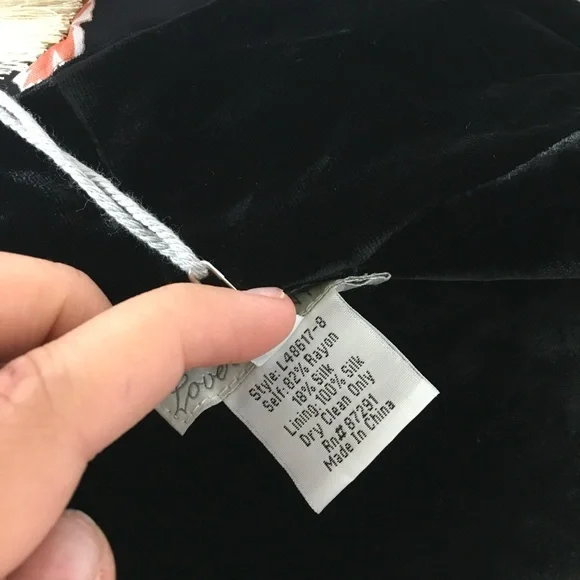 Love
Style: L48617-8
Self: 82% Rayon
18% Silk
Lining: 100% Silk
Dry Clean Only
Rn# 87291
Made In China